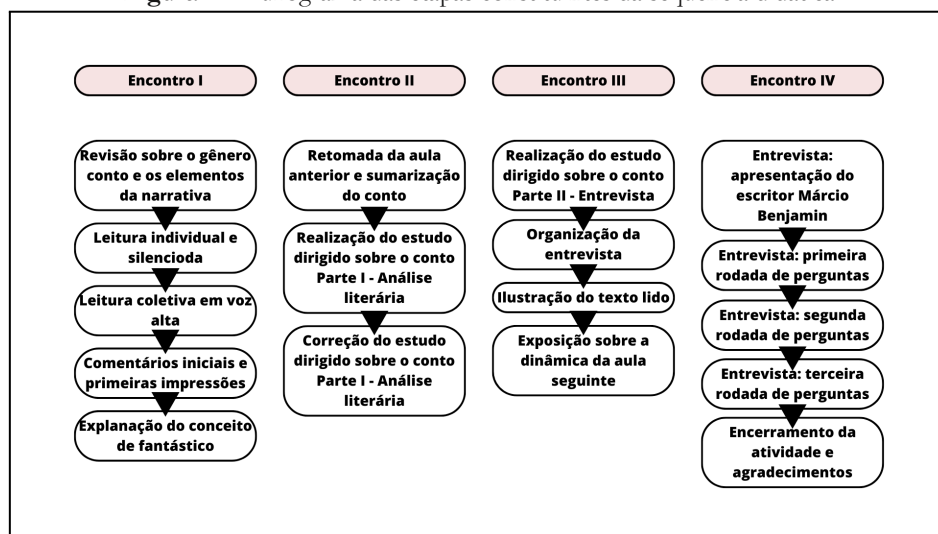 Encontro I
Revisão sobre o gênero
conto e os elementos
da narrativa
Leitura individual e
silencioda
Leitura coletiva em voz
alta
Comentários iniciais e
primeiras impressões
Explanação do conceito
de fantástico
Encontro II
Retomada da aula
anterior e sumarização
do conto
Realização do estudo
dirigido sobre o conto
Parte I - Análise
literária
Correção do estudo
dirigido sobre o conto
Parte I - Análise
literária
Encontro III
Realização do estudo
dirigido sobre o conto
Parte II - Entrevista
Organização da
entrevista
Ilustração do texto lido
Exposição sobre a
dinâmica da aula
seguinte
Encontro IV
Entrevista:
apresentação do
escritor Márcio
Benjamin
Entrevista: primeira
rodada de perguntas
Entrevista: segunda
rodada de perguntas
Entrevista: terceira
rodada de perguntas
Encerramento da
atividade e
agradecimentos